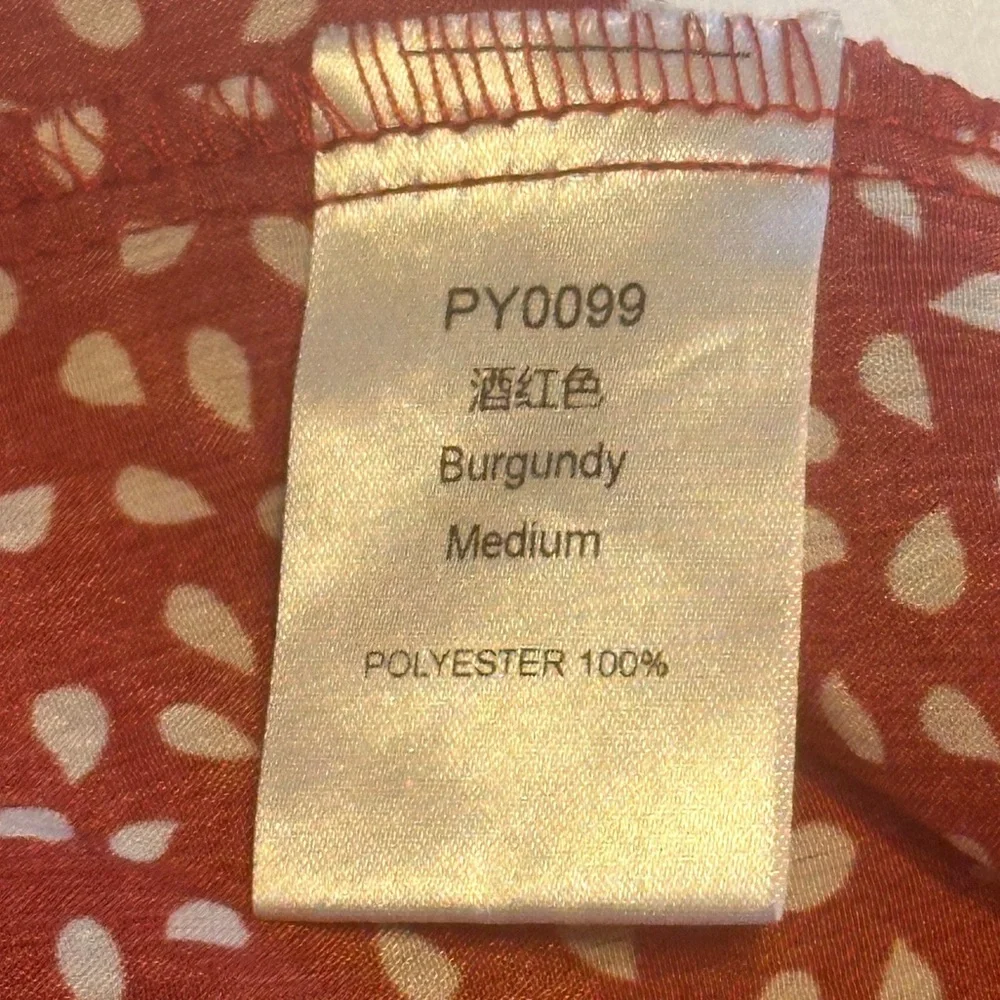 PY0099
酒红色
Burgundy
Medium
POLYESTER 100%